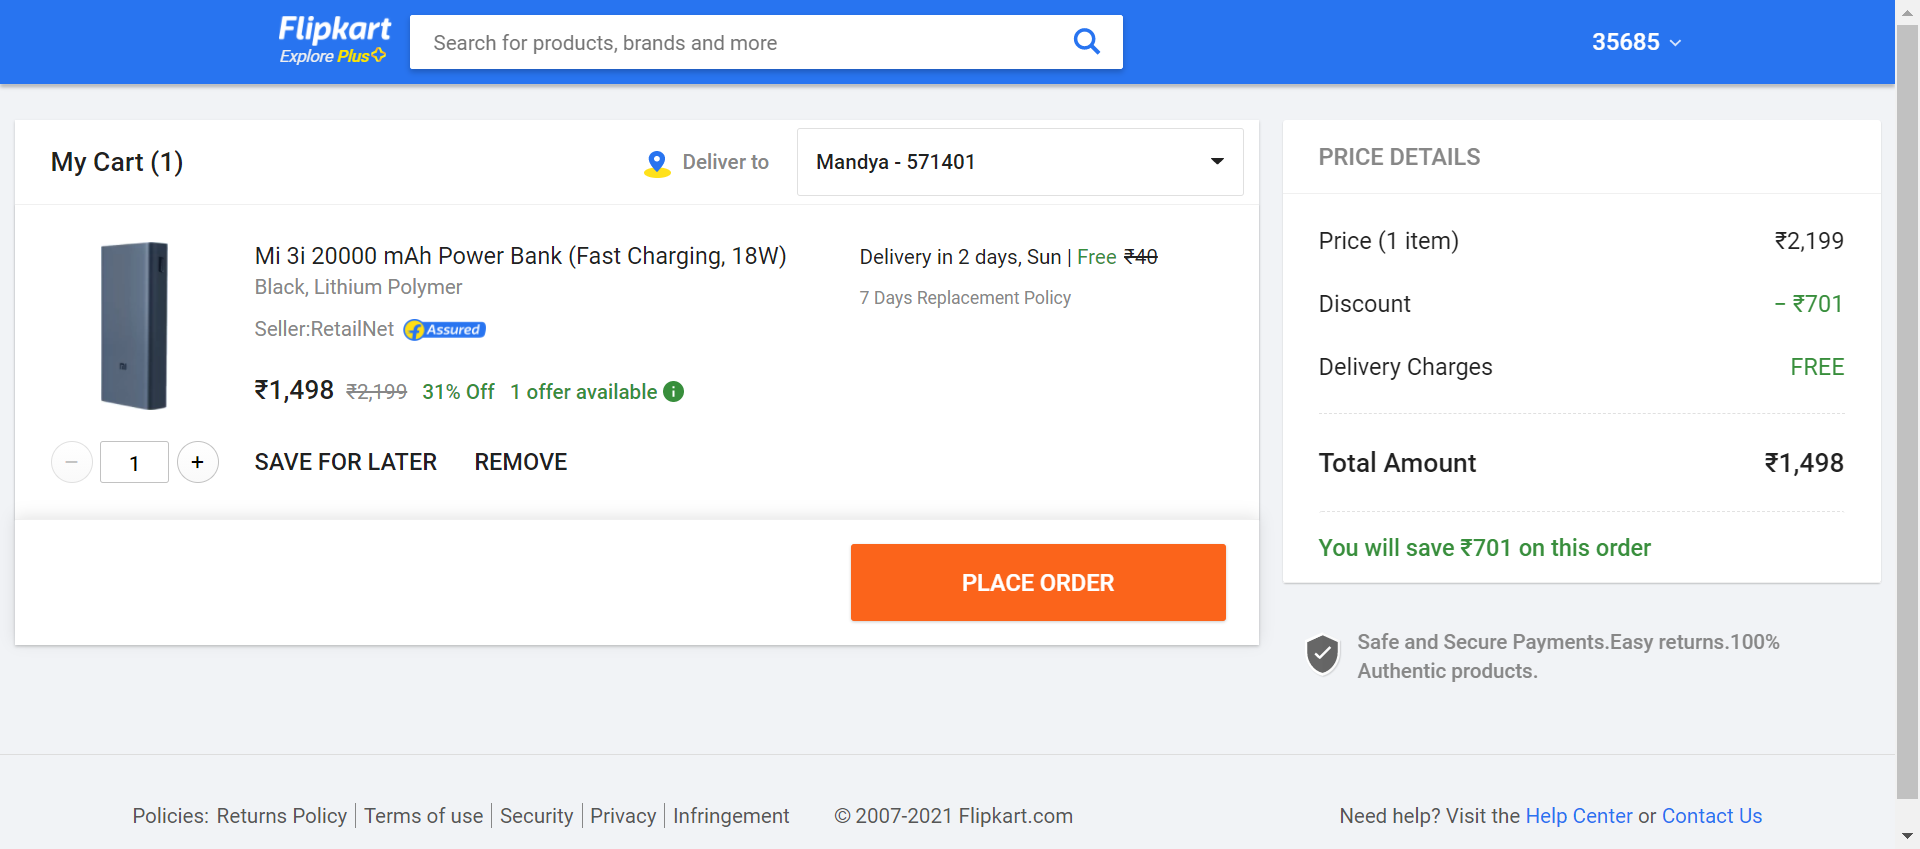 Flipkart
Explore Plus
Search for products, brands and more
35685
My Cart (1)
Deliver to
Mandya - 571401
Mi 3i 20000 mAh Power Bank (Fast Charging, 18W)
Black, Lithium Polymer
Seller:RetailNet f Assured
₹1,498 ₹2,199 31% Off 1 offer available i
Delivery in 2 days, Sun | Free ₹40
7 Days Replacement Policy
− 1 + SAVE FOR LATER REMOVE
PLACE ORDER
PRICE DETAILS
Price (1 item) ₹2,199
Discount − ₹701
Delivery Charges FREE
Total Amount ₹1,498
You will save ₹701 on this order
Safe and Secure Payments.Easy returns.100%
Authentic products.
Policies: Returns Policy | Terms of use | Security | Privacy | Infringement © 2007-2021 Flipkart.com Need help? Visit the Help Center or Contact Us